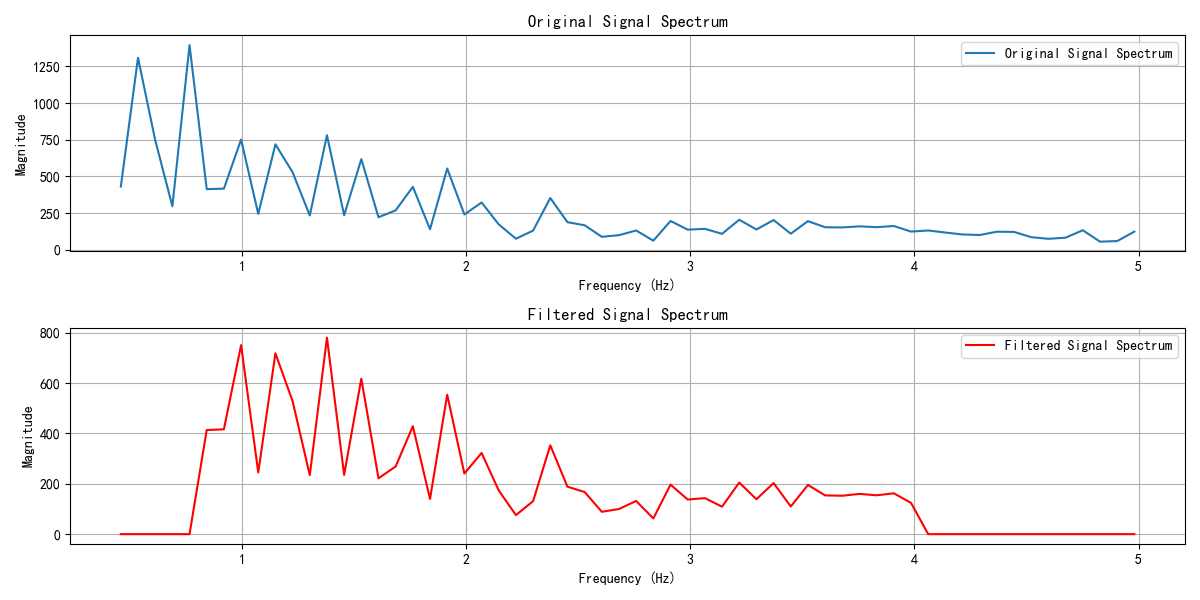 Original Signal Spectrum
Original Signal Spectrum
Magnitude
1250
1000
750
500
250
0
1 2 3 4 5
Frequency (Hz)
Filtered Signal Spectrum
Filtered Signal Spectrum
Magnitude
800
600
400
200
0
1 2 3 4 5
Frequency (Hz)